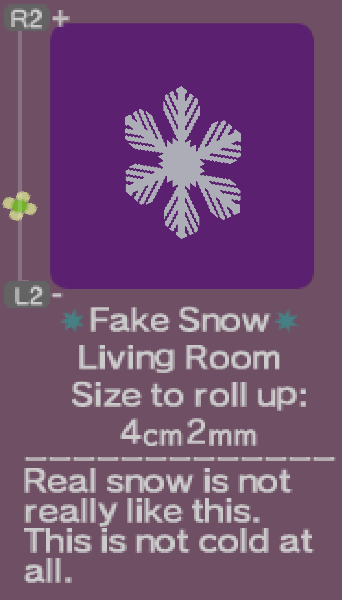 R2 +
L2 -
Fake Snow
Living Room
Size to roll up:
4cm2mm
Real snow is not
really like this.
This is not cold at
all.